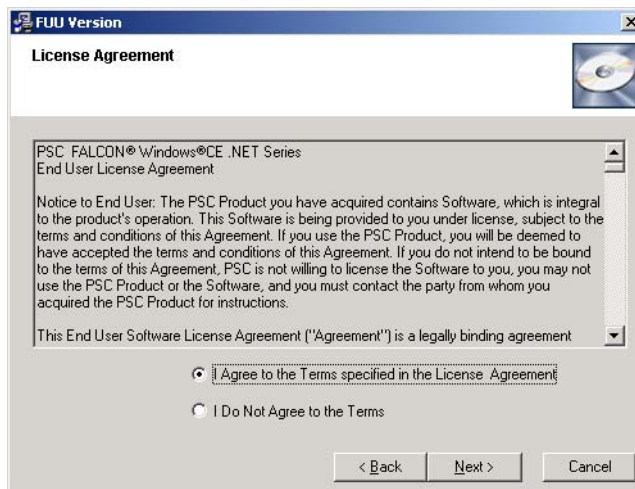 FUU Version
License Agreement
PSC FALCON® Windows®CE .NET Series
End User License Agreement
Notice to End User: The PSC Product you have acquired contains Software, which is integral
to the product's operation. This Software is being provided to you under license, subject to the
terms and conditions of this Agreement. If you use the PSC Product, you will be deemed to
have accepted the terms and conditions of this Agreement. If you do not intend to be bound
to the terms of this Agreement, PSC is not willing to license the Software to you, you may not
use the PSC Product or the Software, and you must contact the party from whom you
acquired the PSC Product for instructions.
This End User Software License Agreement ("Agreement") is a legally binding agreement
I Agree to the Terms specified in the License Agreement
I Do Not Agree to the Terms
< Back Next > Cancel